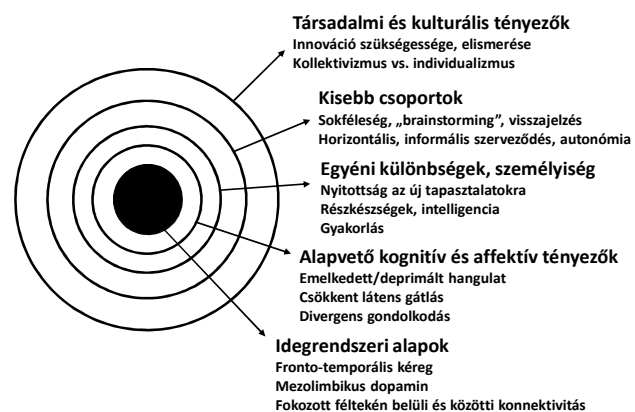 Társadalmi és kulturális tényezők
Innováció szükségessége, elismerése
Kollektivizmus vs. individualizmus
Kisebb csoportok
Sokféleség, „brainstorming”, visszajelzés
Horizontális, informális szerveződés, autonómia
Egyéni különbségek, személyiség
Nyitottság az új tapasztalatokra
Részkészségek, intelligencia
Gyakorlás
Alapvető kognitív és affektív tényezők
Emelkedett/deprimált hangulat
Csökkent látens gátlás
Divergens gondolkodás
Idegrendszeri alapok
Fronto-temporális kéreg
Mezolimbikus dopamin
Fokozott féltekén belüli és közötti konnektivitás